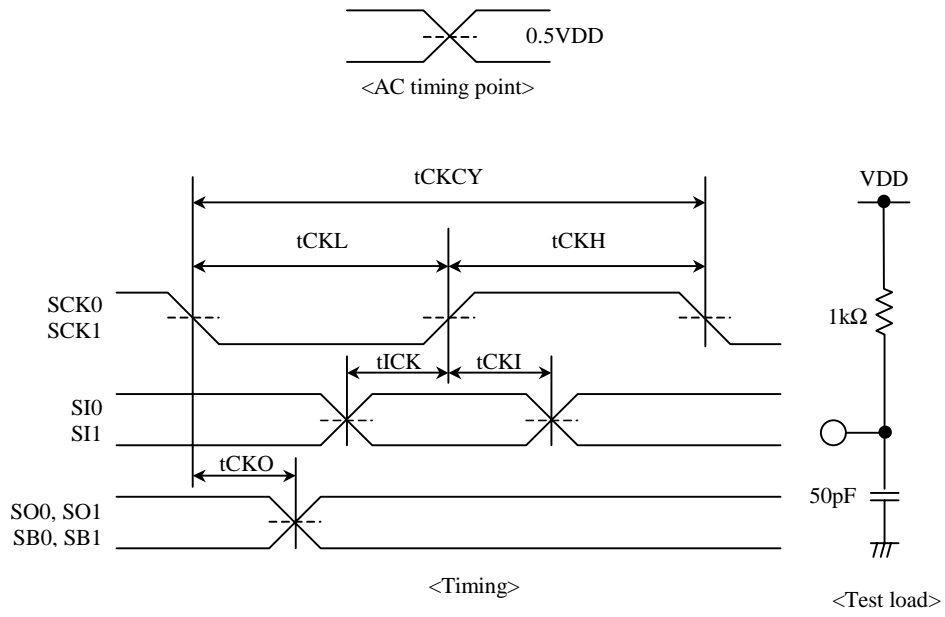 0.5VDD
<AC timing point>
tCKCY
VDD
tCKL
tCKH
SCK0
SCK1
1kΩ
tICK
tCKI
SI0
SI1
tCKO
50pF
SO0, SO1
SB0, SB1
<Timing>
<Test load>